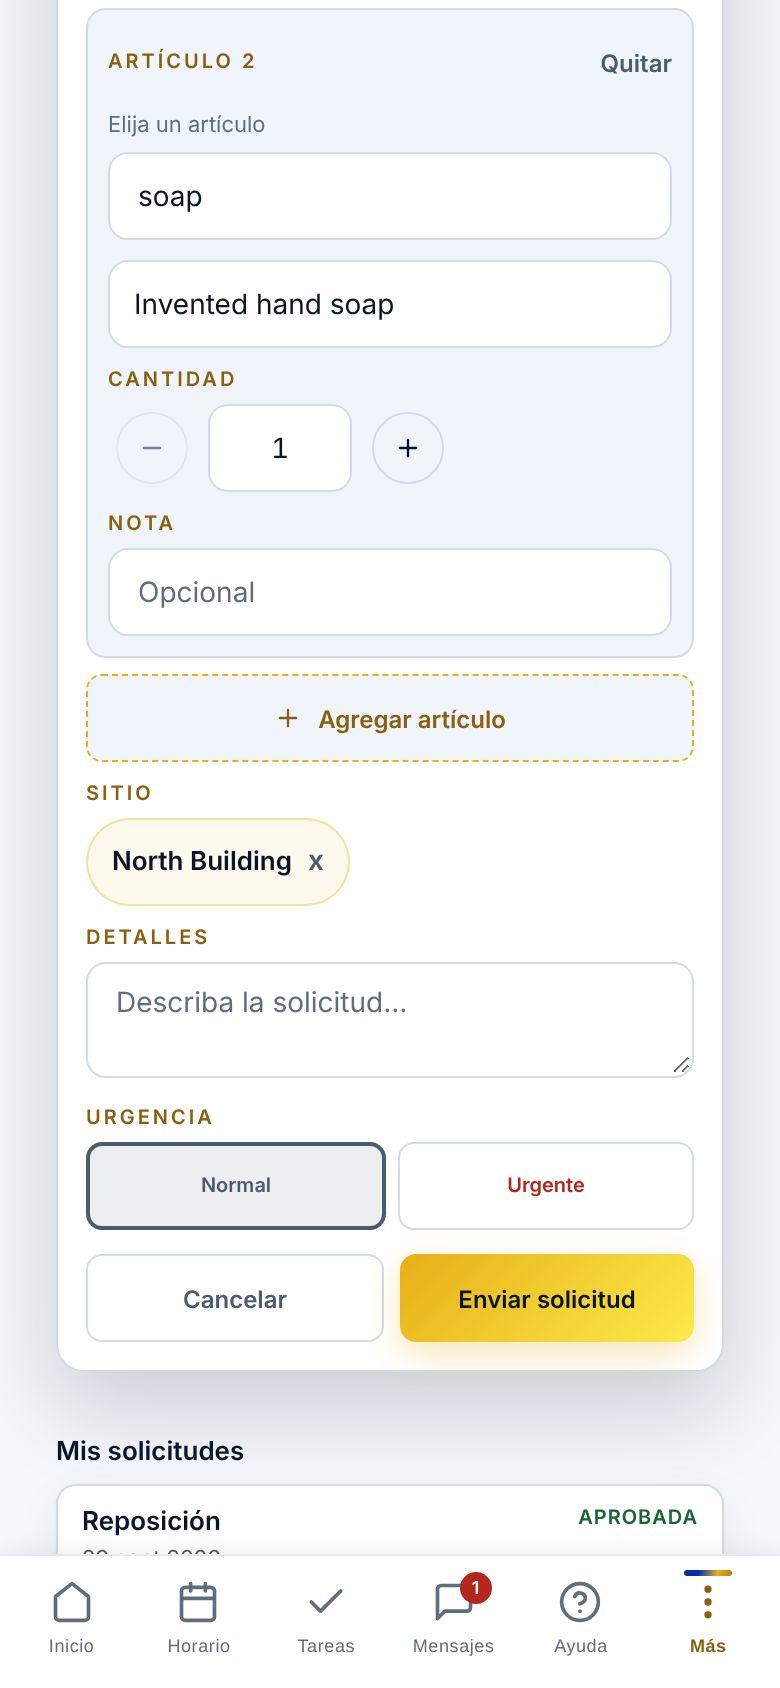 ARTÍCULO 2
Quitar
Elija un artículo
soap
Invented hand soap
CANTIDAD
− 1 +
NOTA
Opcional
+ Agregar artículo
SITIO
North Building x
DETALLES
Describa la solicitud...
URGENCIA
Normal
Urgente
Cancelar
Enviar solicitud
Mis solicitudes
Reposición
APROBADA
1
Inicio
Horario
Tareas
Mensajes
Ayuda
Más